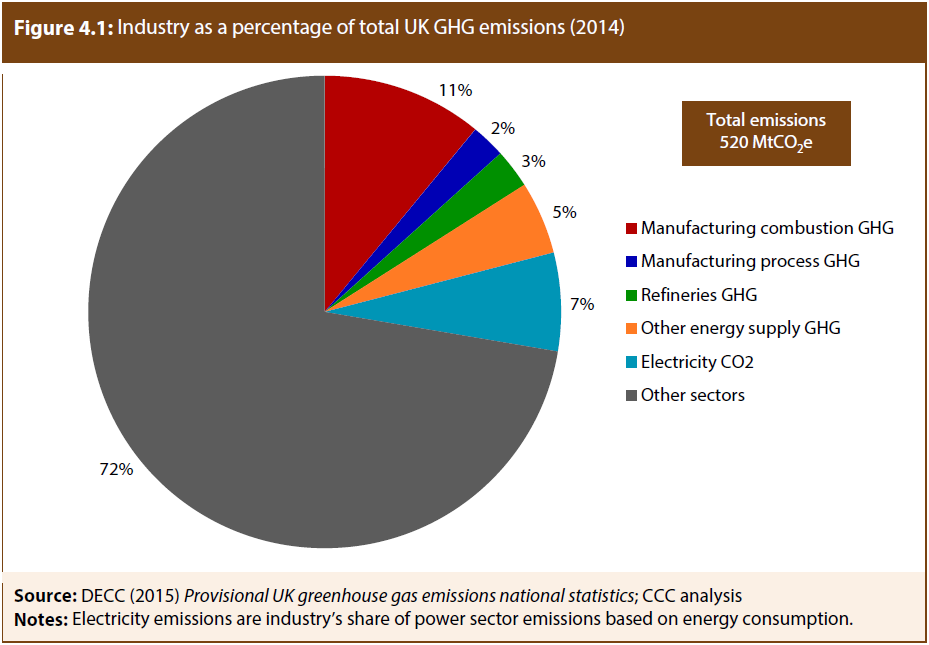 Figure 4.1: Industry as a percentage of total UK GHG emissions (2014)
11%
2%
3%
5%
7%
72%
Total emissions
520 MtCO₂e
Manufacturing combustion GHG
Manufacturing process GHG
Refineries GHG
Other energy supply GHG
Electricity CO2
Other sectors
Source: DECC (2015) Provisional UK greenhouse gas emissions national statistics; CCC analysis
Notes: Electricity emissions are industry's share of power sector emissions based on energy consumption.